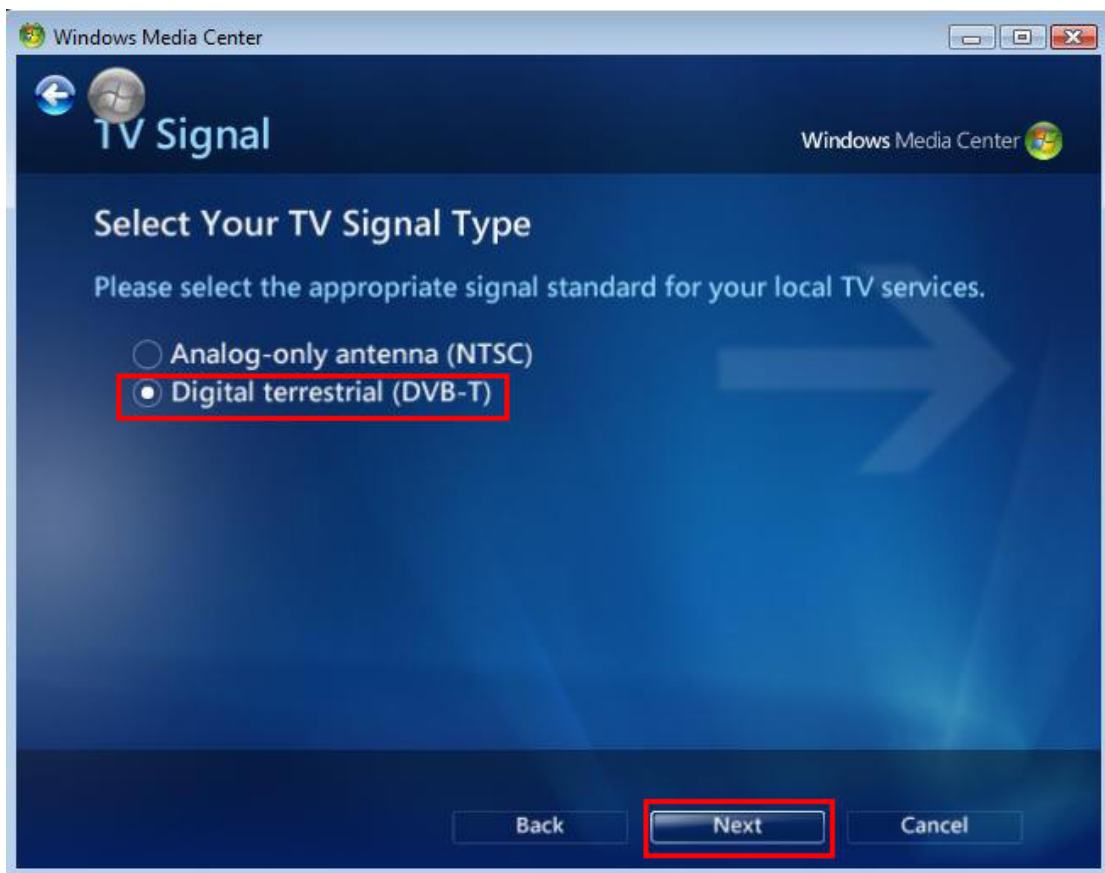 Windows Media Center
TV Signal
Windows Media Center
Select Your TV Signal Type
Please select the appropriate signal standard for your local TV services.
Analog-only antenna (NTSC)
Digital terrestrial (DVB-T)
Back Next Cancel